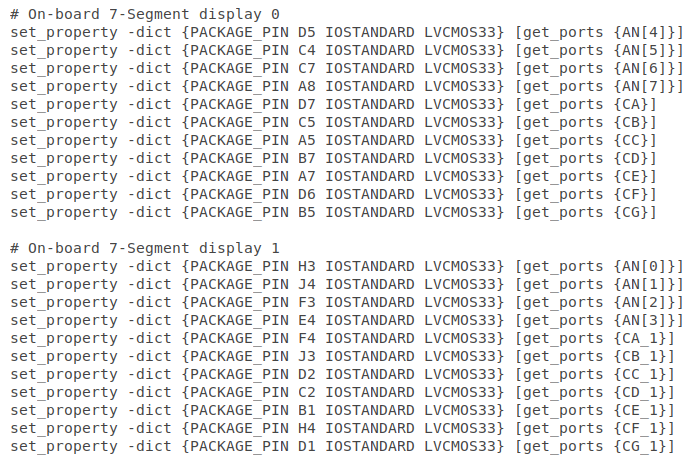 # On-board 7-Segment display 0
set_property -dict {PACKAGE_PIN D5 IOSTANDARD LVCMOS33} [get_ports {AN[4]}]
set_property -dict {PACKAGE_PIN C4 IOSTANDARD LVCMOS33} [get_ports {AN[5]}]
set_property -dict {PACKAGE_PIN C7 IOSTANDARD LVCMOS33} [get_ports {AN[6]}]
set_property -dict {PACKAGE_PIN A8 IOSTANDARD LVCMOS33} [get_ports {AN[7]}]
set_property -dict {PACKAGE_PIN D7 IOSTANDARD LVCMOS33} [get_ports {CA}]
set_property -dict {PACKAGE_PIN C5 IOSTANDARD LVCMOS33} [get_ports {CB}]
set_property -dict {PACKAGE_PIN A5 IOSTANDARD LVCMOS33} [get_ports {CC}]
set_property -dict {PACKAGE_PIN B7 IOSTANDARD LVCMOS33} [get_ports {CD}]
set_property -dict {PACKAGE_PIN A7 IOSTANDARD LVCMOS33} [get_ports {CE}]
set_property -dict {PACKAGE_PIN D6 IOSTANDARD LVCMOS33} [get_ports {CF}]
set_property -dict {PACKAGE_PIN B5 IOSTANDARD LVCMOS33} [get_ports {CG}]

# On-board 7-Segment display 1
set_property -dict {PACKAGE_PIN H3 IOSTANDARD LVCMOS33} [get_ports {AN[0]}]
set_property -dict {PACKAGE_PIN J4 IOSTANDARD LVCMOS33} [get_ports {AN[1]}]
set_property -dict {PACKAGE_PIN F3 IOSTANDARD LVCMOS33} [get_ports {AN[2]}]
set_property -dict {PACKAGE_PIN E4 IOSTANDARD LVCMOS33} [get_ports {AN[3]}]
set_property -dict {PACKAGE_PIN F4 IOSTANDARD LVCMOS33} [get_ports {CA_1}]
set_property -dict {PACKAGE_PIN J3 IOSTANDARD LVCMOS33} [get_ports {CB_1}]
set_property -dict {PACKAGE_PIN D2 IOSTANDARD LVCMOS33} [get_ports {CC_1}]
set_property -dict {PACKAGE_PIN C2 IOSTANDARD LVCMOS33} [get_ports {CD_1}]
set_property -dict {PACKAGE_PIN B1 IOSTANDARD LVCMOS33} [get_ports {CE_1}]
set_property -dict {PACKAGE_PIN H4 IOSTANDARD LVCMOS33} [get_ports {CF_1}]
set_property -dict {PACKAGE_PIN D1 IOSTANDARD LVCMOS33} [get_ports {CG_1}]